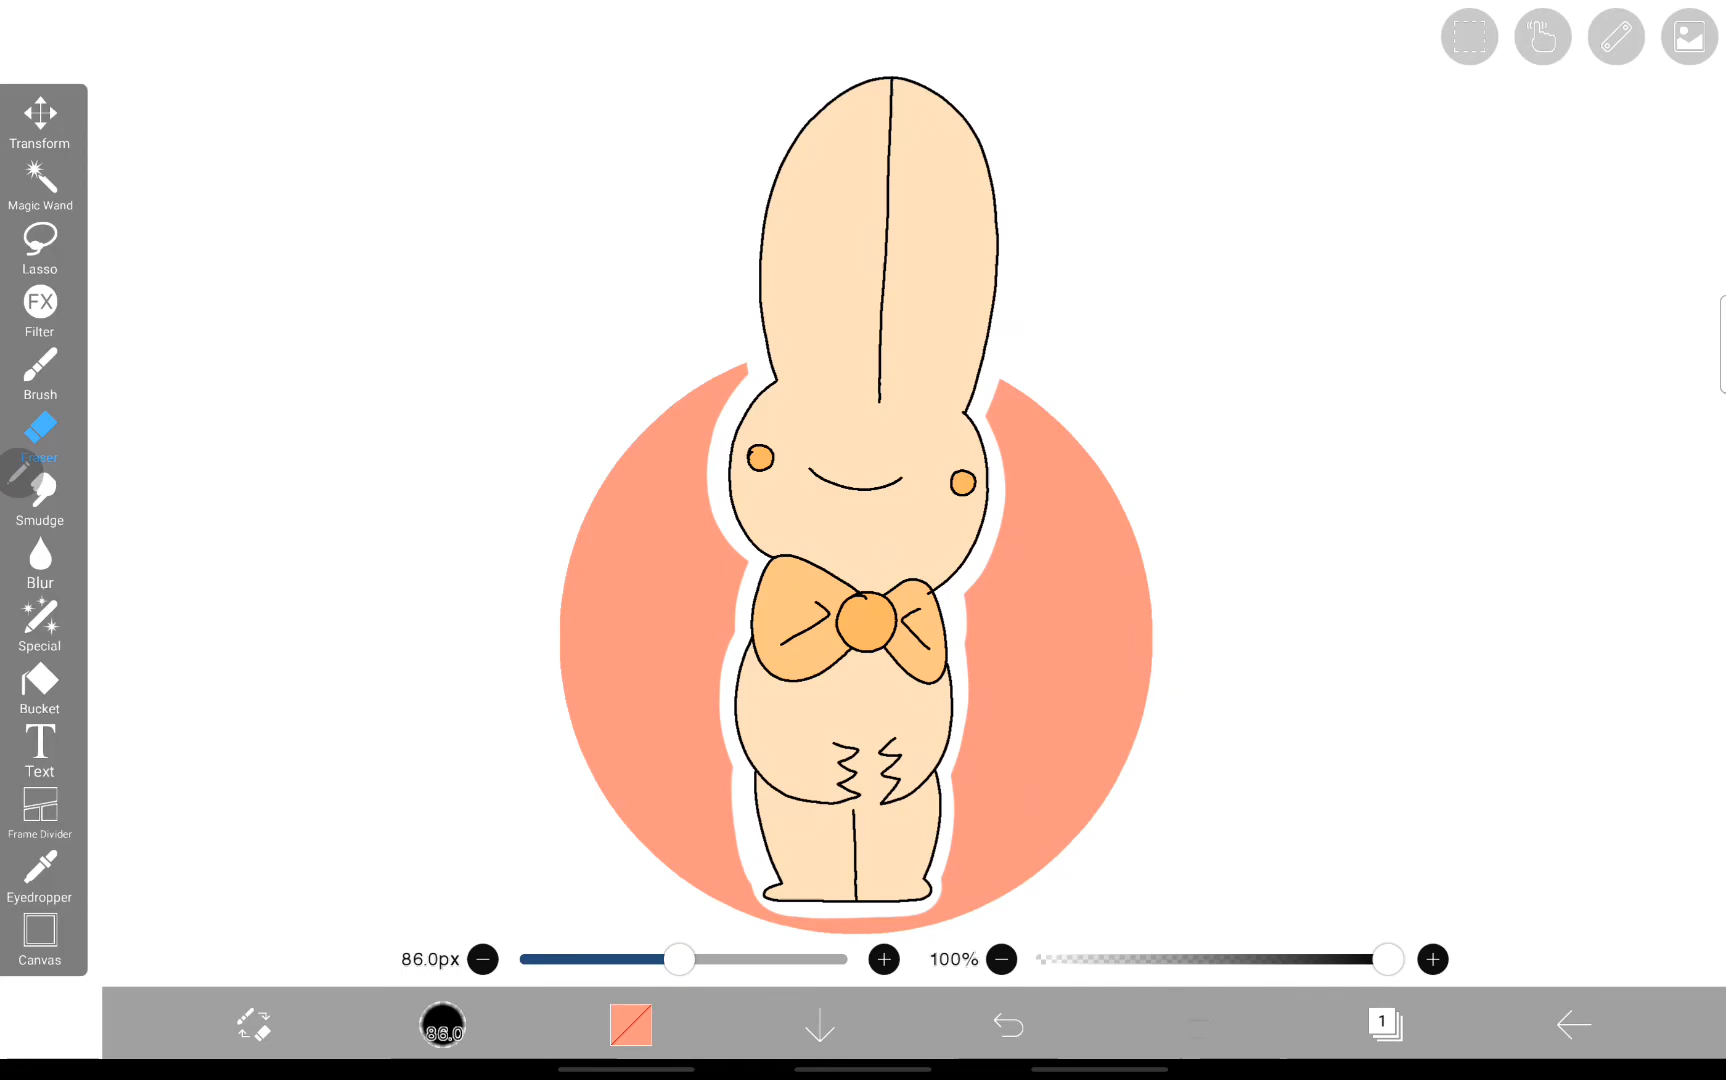 Transform
Magic Wand
Lasso
FX
Filter
Brush
Eraser
Smudge
Blur
Special
Bucket
T
Text
Frame Divider
Eyedropper
Canvas
86.0px
100%
86.0
1